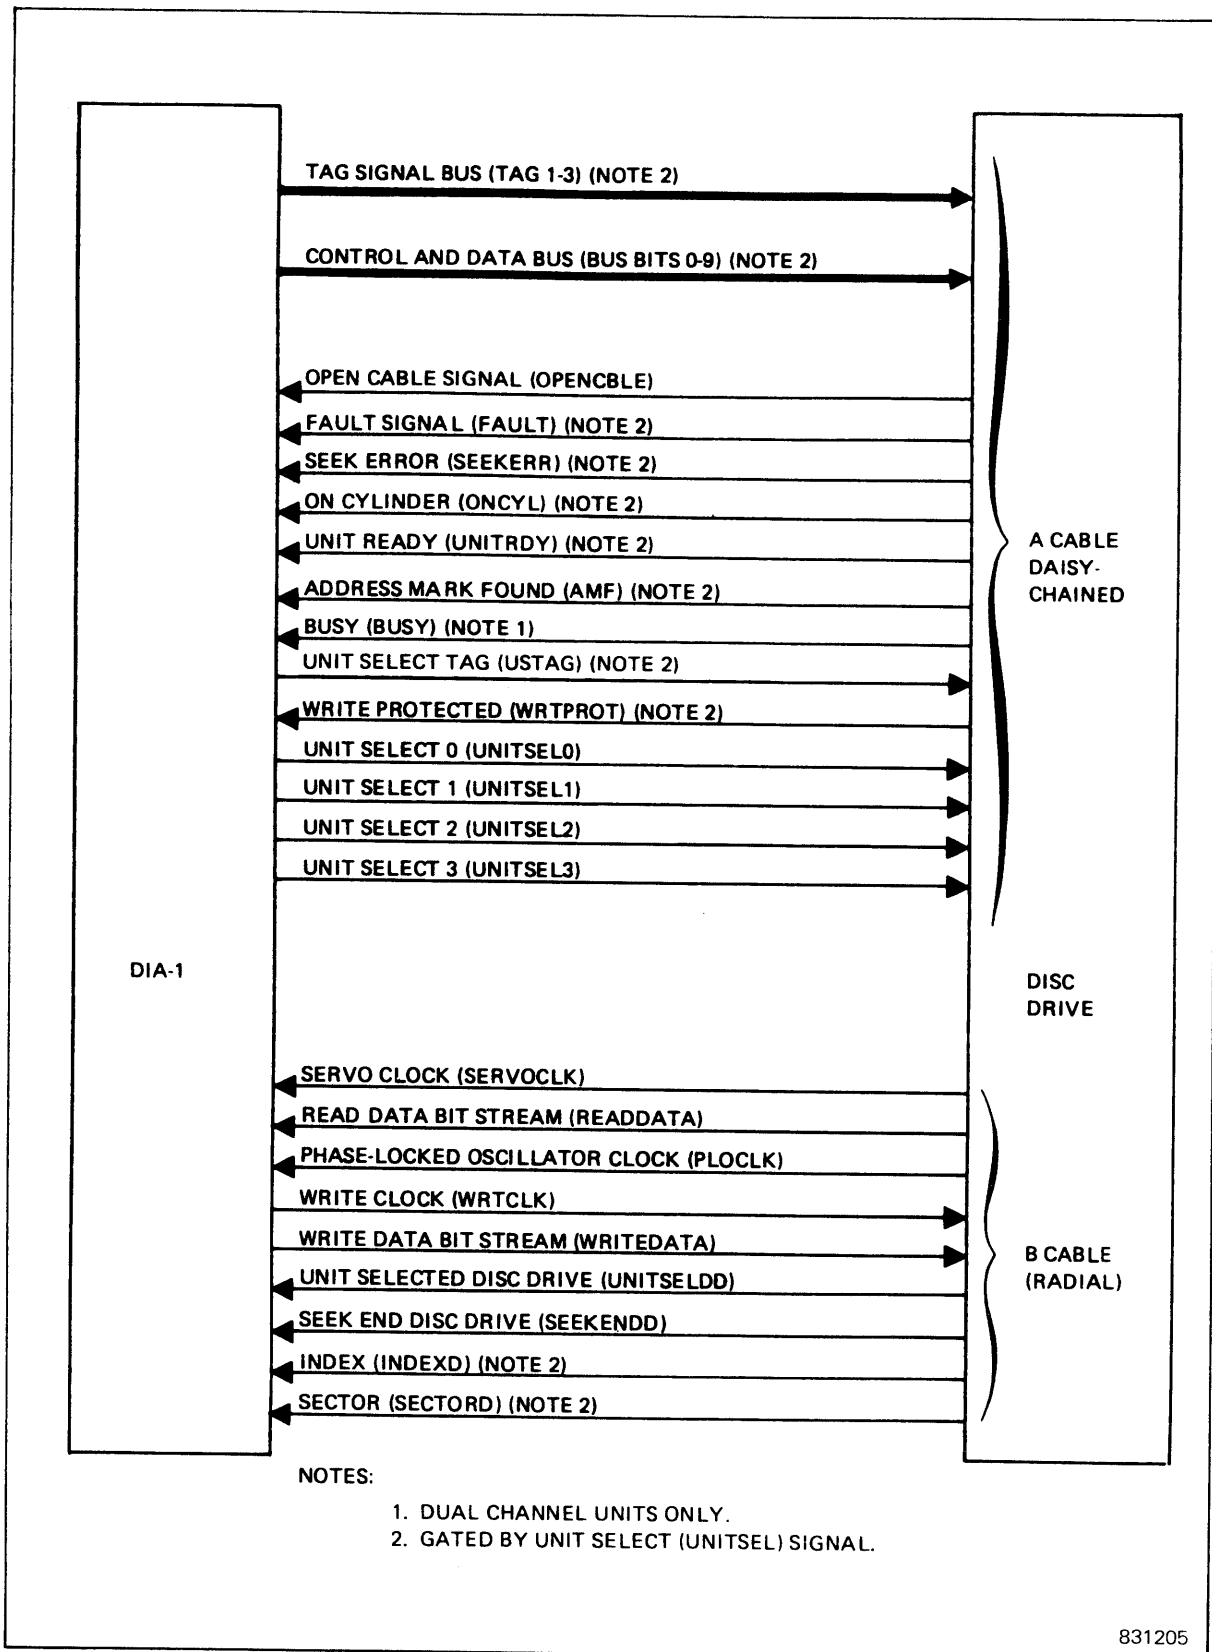 TAG SIGNAL BUS (TAG 1-3) (NOTE 2)
CONTROL AND DATA BUS (BUS BITS 0-9) (NOTE 2)
OPEN CABLE SIGNAL (OPENCBLE)
FAULT SIGNAL (FAULT) (NOTE 2)
SEEK ERROR (SEEKERR) (NOTE 2)
ON CYLINDER (ONCYL) (NOTE 2)
UNIT READY (UNITRDY) (NOTE 2)
ADDRESS MARK FOUND (AMF) (NOTE 2)
BUSY (BUSY) (NOTE 1)
UNIT SELECT TAG (USTAG) (NOTE 2)
WRITE PROTECTED (WRTPROT) (NOTE 2)
UNIT SELECT 0 (UNITSEL0)
UNIT SELECT 1 (UNITSEL1)
UNIT SELECT 2 (UNITSEL2)
UNIT SELECT 3 (UNITSEL3)
A CABLE
DAISY-
CHAINED
DIA-1
DISC
DRIVE
SERVO CLOCK (SERVOCLK)
READ DATA BIT STREAM (READDATA)
PHASE-LOCKED OSCILLATOR CLOCK (PLOCLK)
WRITE CLOCK (WRTCLK)
WRITE DATA BIT STREAM (WRITEDATA)
UNIT SELECTED DISC DRIVE (UNITSELDD)
SEEK END DISC DRIVE (SEEKENDD)
INDEX (INDEXD) (NOTE 2)
SECTOR (SECTORD) (NOTE 2)
B CABLE
(RADIAL)
NOTES:
1. DUAL CHANNEL UNITS ONLY.
2. GATED BY UNIT SELECT (UNITSEL) SIGNAL.
831205